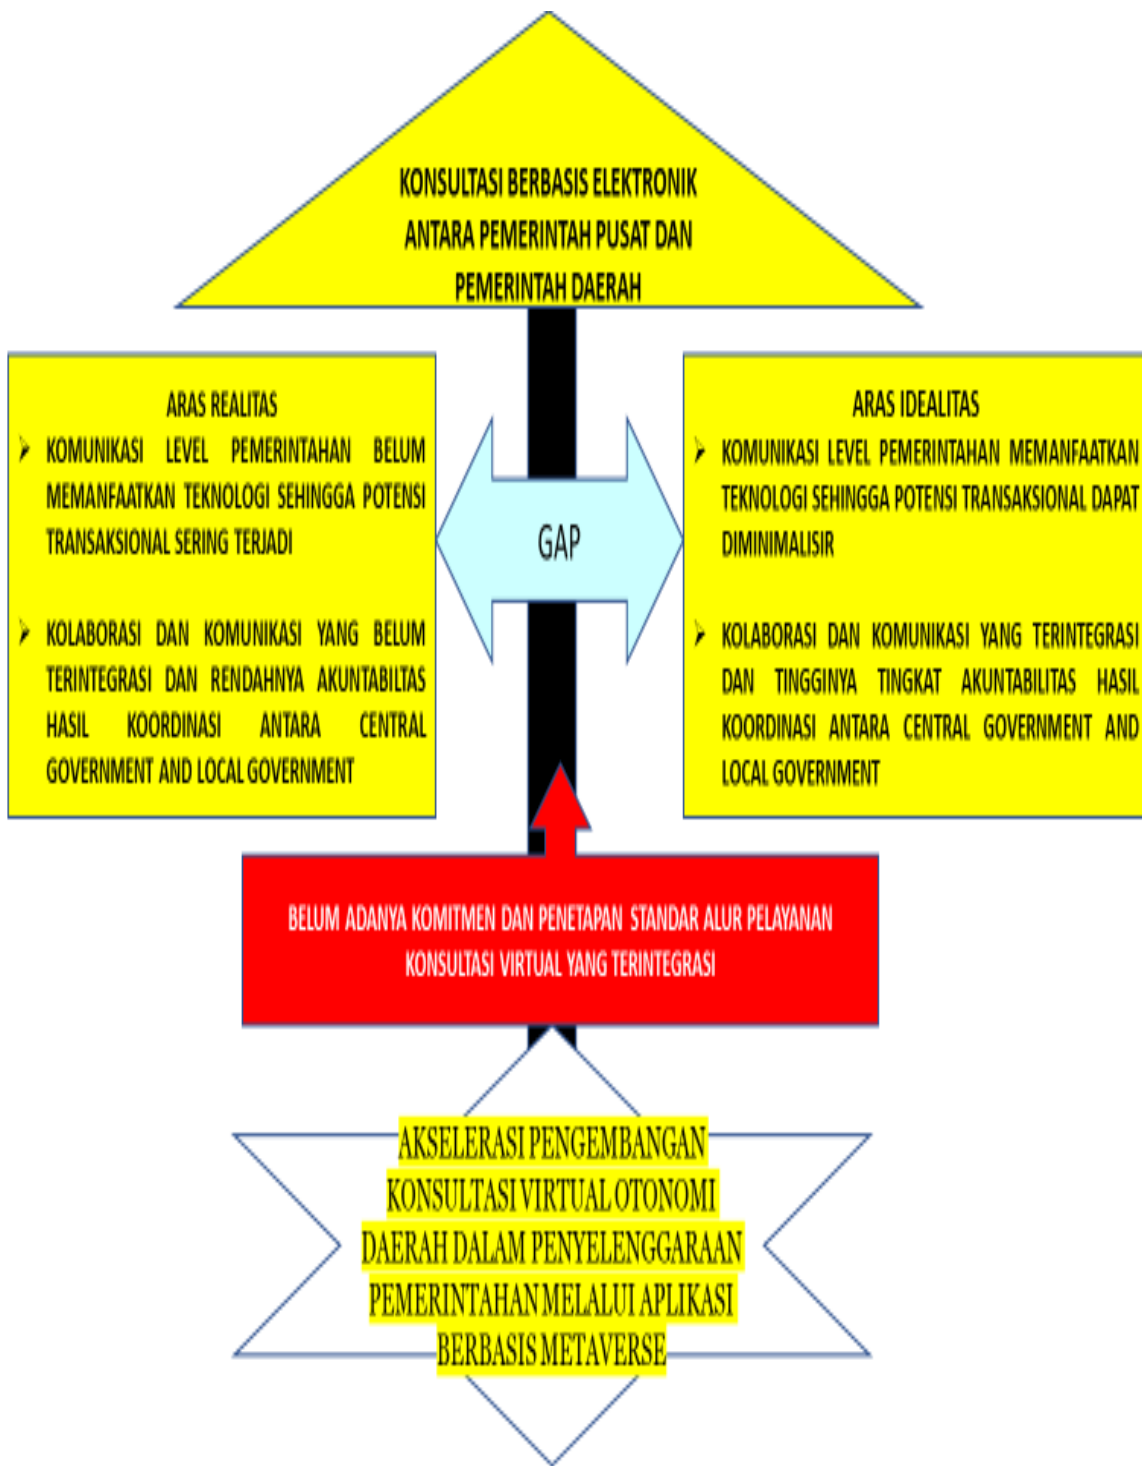 KONSULTASI BERBASIS ELEKTRONIK
ANTARA PEMERINTAH PUSAT DAN
PEMERINTAH DAERAH
ARAS REALITAS
KOMUNIKASI LEVEL PEMERINTAHAN BELUM
MEMANFAATKAN TEKNOLOGI SEHINGGA POTENSI
TRANSAKSIONAL SERING TERJADI
KOLABORASI DAN KOMUNIKASI YANG BELUM
TERINTEGRASI DAN RENDAHNYA AKUNTABILTAS
HASIL KOORDINASI ANTARA CENTRAL
GOVERNMENT AND LOCAL GOVERNMENT
GAP
ARAS IDEALITAS
KOMUNIKASI LEVEL PEMERINTAHAN MEMANFAATKAN
TEKNOLOGI SEHINGGA POTENSI TRANSAKSIONAL DAPAT
DIMINIMALISIR
KOLABORASI DAN KOMUNIKASI YANG TERINTEGRASI
DAN TINGGINYA TINGKAT AKUNTABILITAS HASIL
KOORDINASI ANTARA CENTRAL GOVERNMENT AND
LOCAL GOVERNMENT
BELUM ADANYA KOMITMEN DAN PENETAPAN STANDAR ALUR PELAYANAN
KONSULTASI VIRTUAL YANG TERINTEGRASI
AKSELERASI PENGEMBANGAN
KONSULTASI VIRTUAL OTONOMI
DAERAH DALAM PENYELENGGARAAN
PEMERINTAHAN MELALUI APLIKASI
BERBASIS METAVERSE